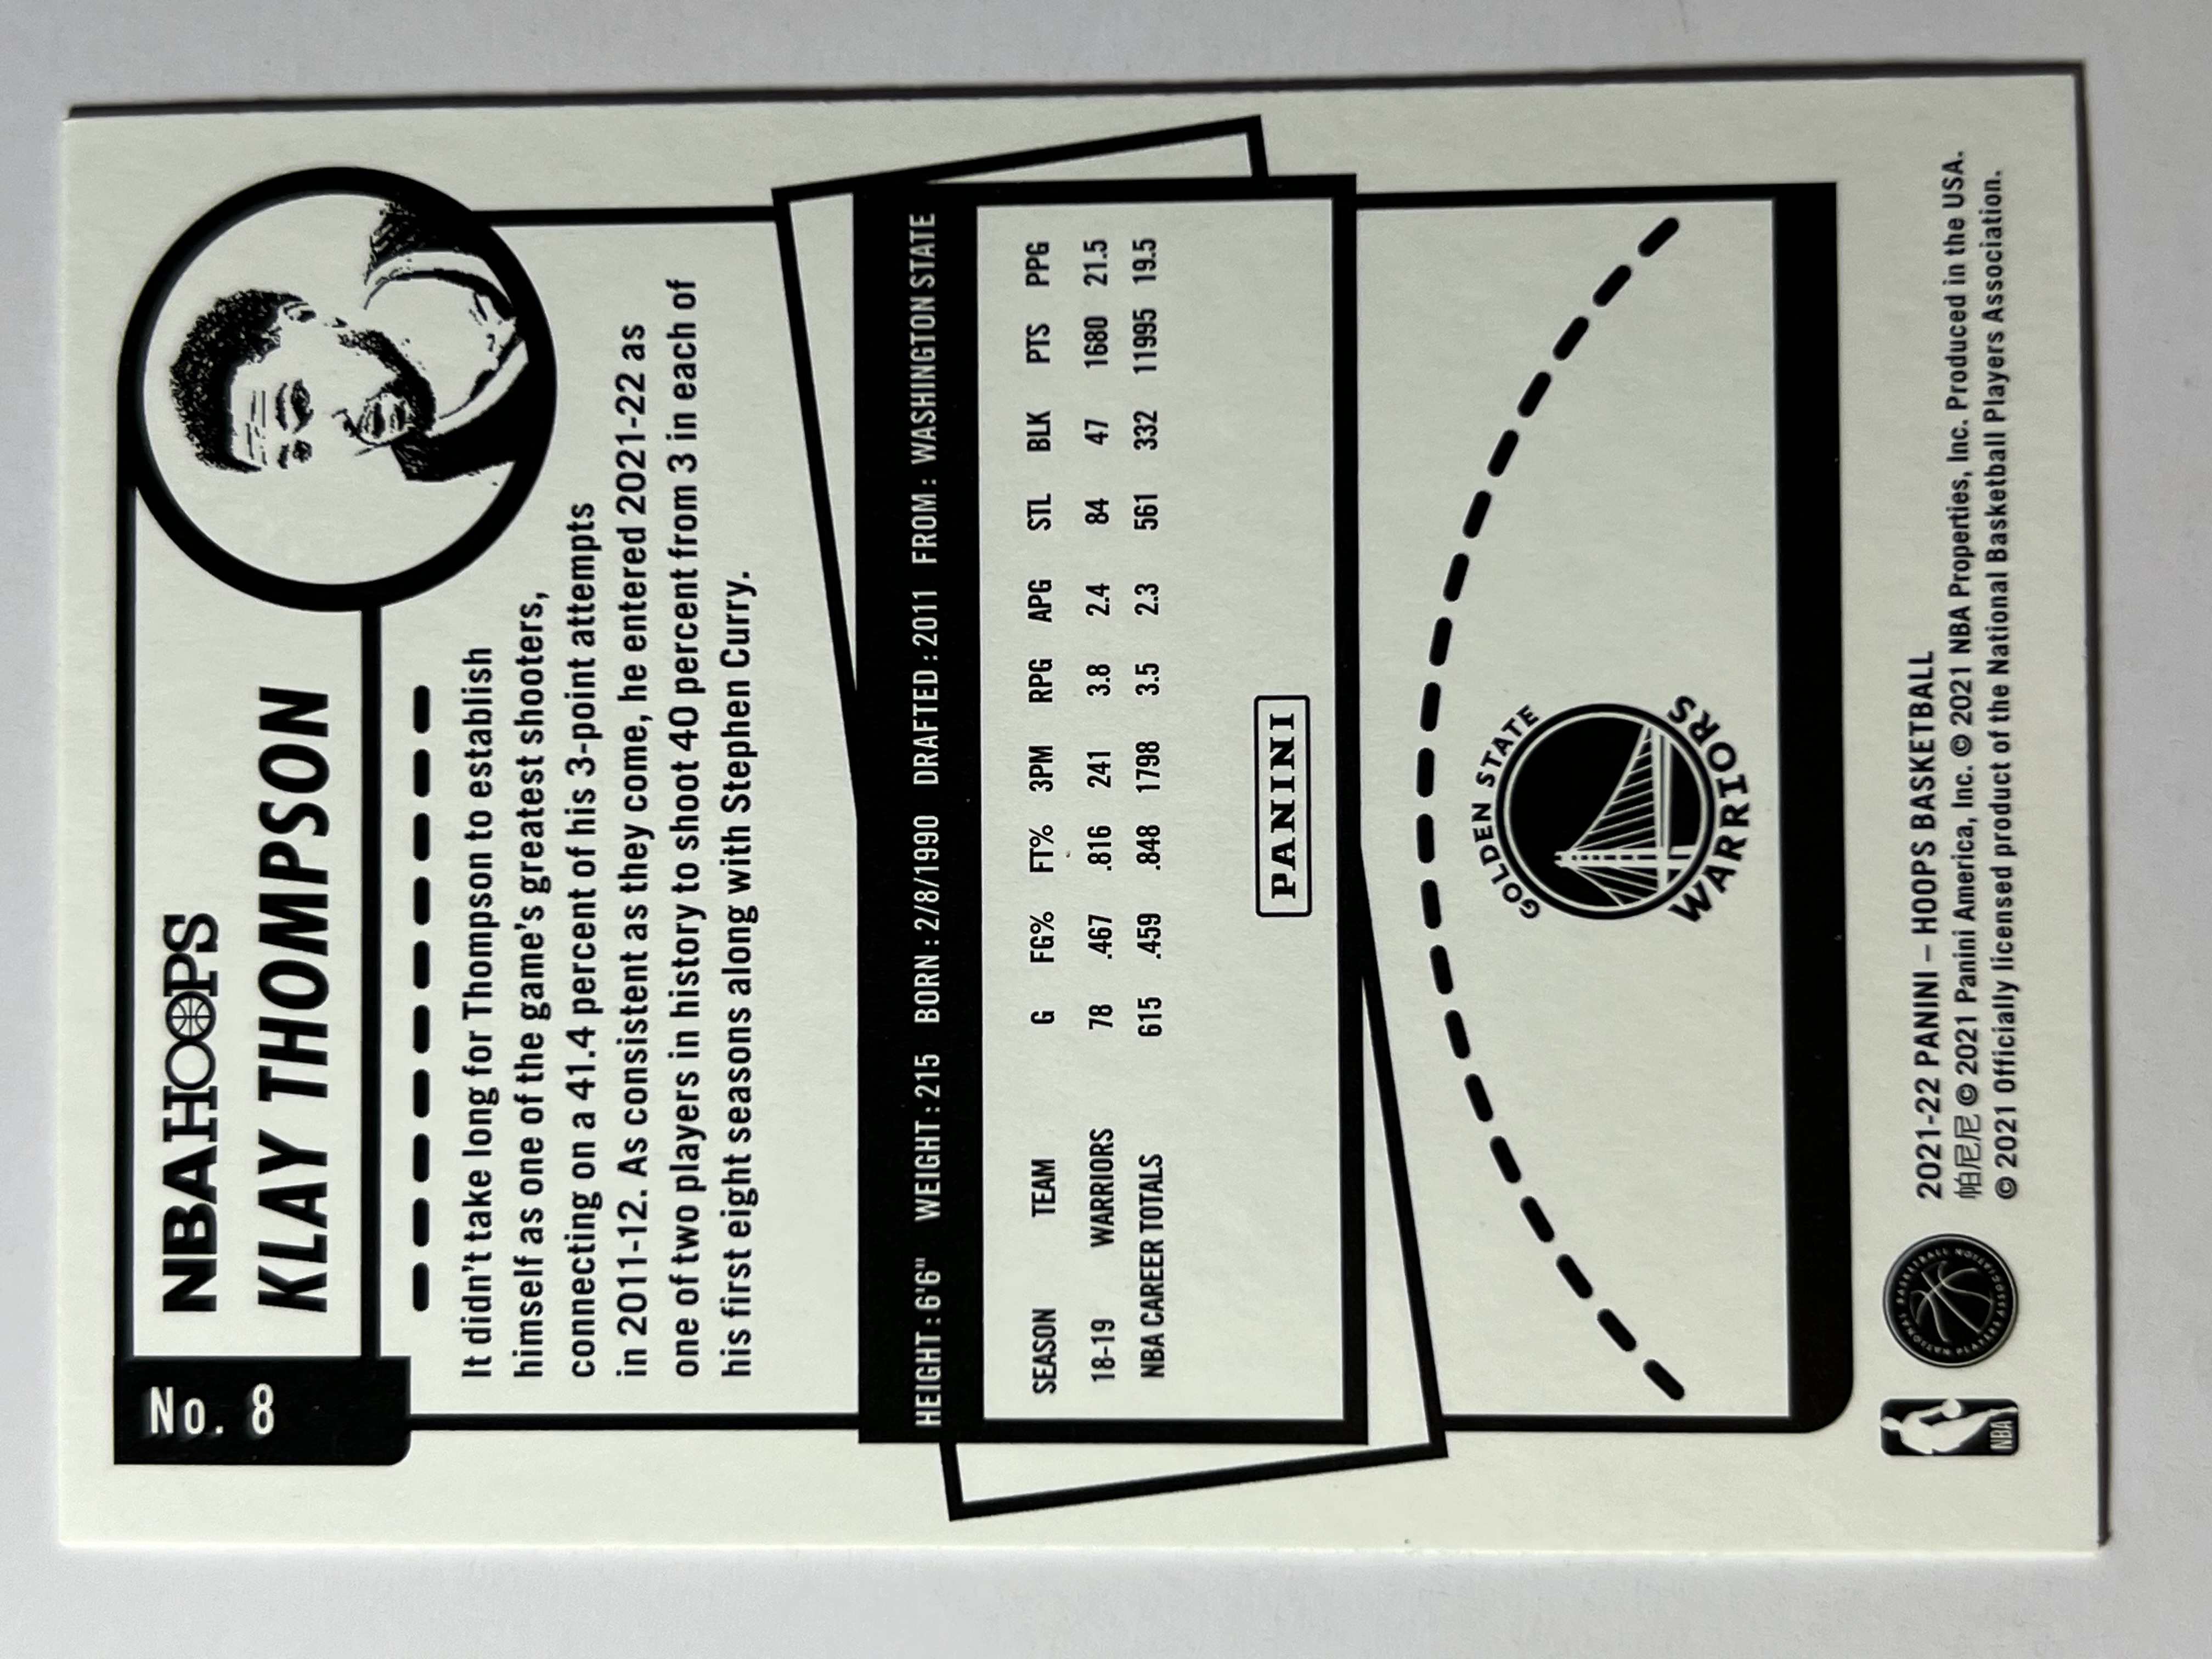 No. 8
NBA HOOPS
KLAY THOMPSON
It didn't take long for Thompson to establish
himself as one of the game's greatest shooters,
connecting on a 41.4 percent of his 3-point attempts
in 2011-12. As consistent as they come, he entered 2021-22 as
one of two players in history to shoot 40 percent from 3 in each of
his first eight seasons along with Stephen Curry.
HEIGHT: 6'6" WEIGHT: 215 BORN: 2/8/1990 DRAFTED: 2011 FROM: WASHINGTON STATE
SEASON TEAM G FG% FT% 3PM RPG APG STL BLK PTS PPG
18-19 WARRIORS 78 .467 .816 241 3.8 2.4 84 47 1680 21.5
NBA CAREER TOTALS 615 .459 .848 1798 3.5 2.3 561 332 11995 19.5
PANINI
GOLDEN STATE
WARRIORS
NBA
NATIONAL BASKETBALL PLAYERS ASSOCIATION
2021-22 PANINI – HOOPS BASKETBALL
帕尼尼 © 2021 Panini America, Inc. © 2021 NBA Properties, Inc. Produced in the USA.
© 2021 Officially licensed product of the National Basketball Players Association.